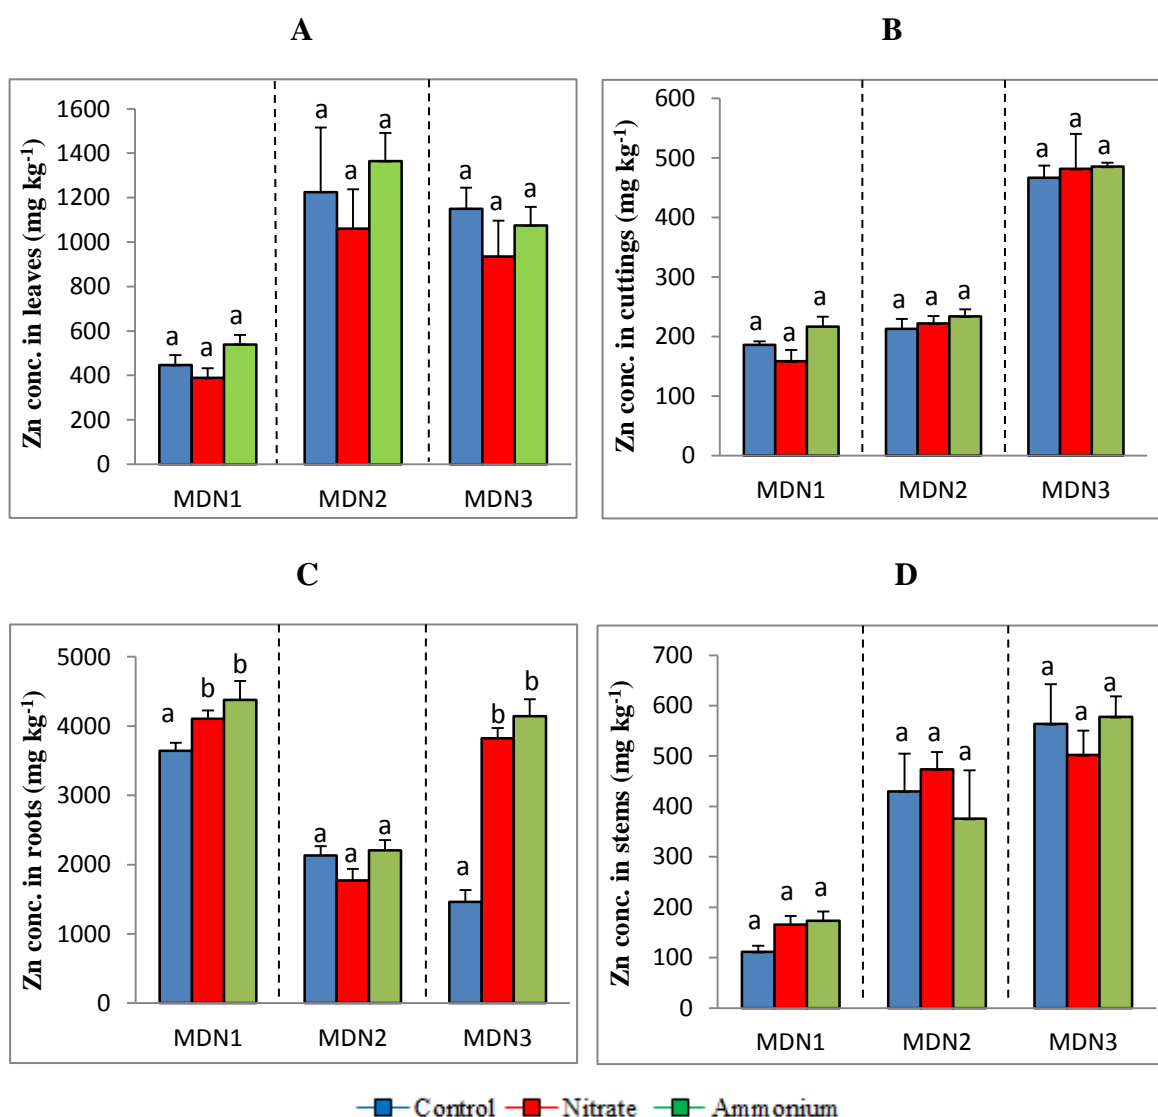 A
Zn conc. in leaves (mg kg-1)
1600
1400
1200
1000
800
600
400
200
0
a a a
a a a
a a a
MDN1 MDN2 MDN3
B
Zn conc. in cuttings (mg kg-1)
600
500
400
300
200
100
0
a a a
a a a
a a a
MDN1 MDN2 MDN3
C
Zn conc. in roots (mg kg-1)
5000
4000
3000
2000
1000
0
a b b
a a a
a b b
MDN1 MDN2 MDN3
D
Zn conc. in stems (mg kg-1)
700
600
500
400
300
200
100
0
a a a
a a a
a a a
MDN1 MDN2 MDN3
Control Nitrate Ammonium